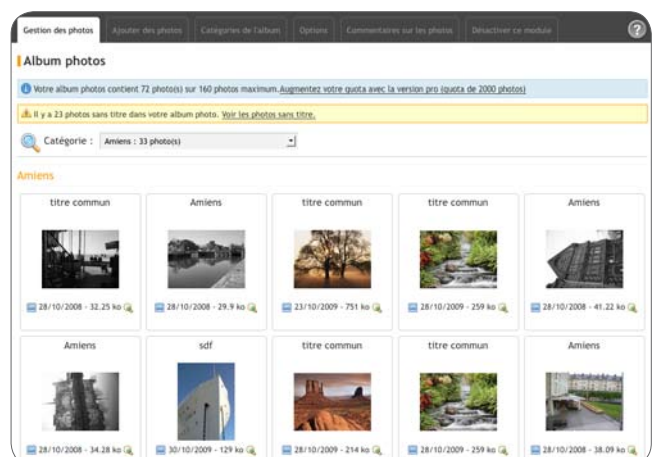 Gestion des photos Ajouter des photos Catégories de l'album Options Commentaires sur les photos Désactiver ce module ?
Album photos
Votre album photos contient 72 photo(s) sur 160 photos maximum. Augmentez votre quota avec la version pro (quota de 2000 photos)
Il y a 23 photos sans titre dans votre album photo. Voir les photos sans titre.
Catégorie : Amiens : 33 photo(s)
Amiens
titre commun Amiens titre commun titre commun Amiens
28/10/2008 - 32.25 ko 28/10/2008 - 29.9 ko 23/10/2009 - 751 ko 28/10/2009 - 259 ko 28/10/2008 - 41.22 ko
Amiens sdf titre commun titre commun Amiens
28/10/2008 - 34.28 ko 30/10/2009 - 129 ko 28/10/2009 - 214 ko 28/10/2009 - 259 ko 28/10/2008 - 38.09 ko